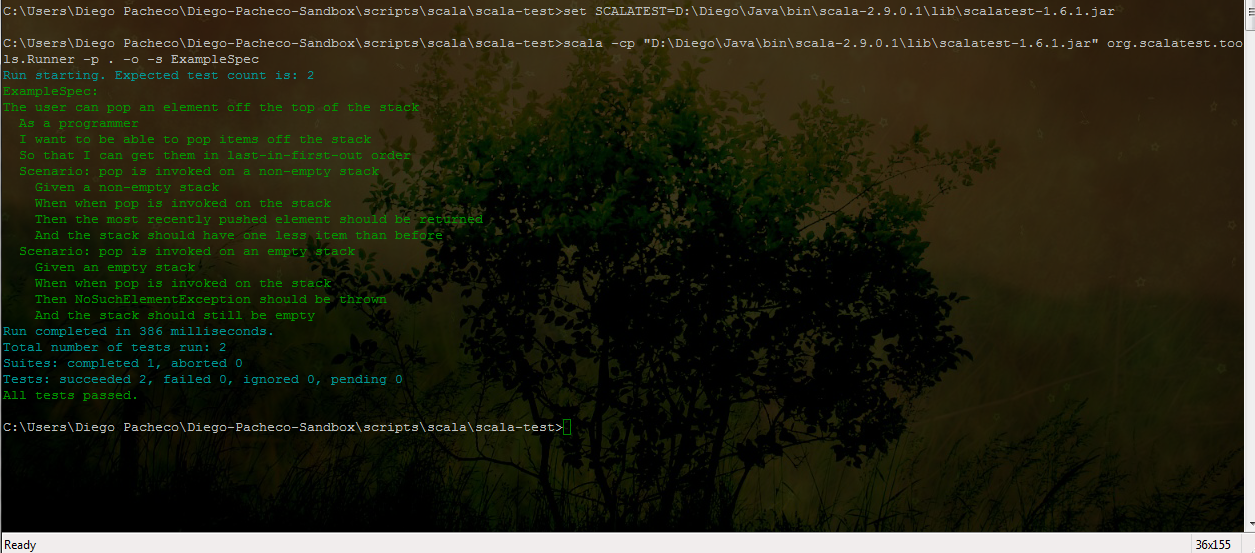 C:\Users\Diego Pacheco\Diego-Pacheco-Sandbox\scripts\scala\scala-test>set SCALATEST=D:\Diego\Java\bin\scala-2.9.0.1\lib\scalatest-1.6.1.jar
C:\Users\Diego Pacheco\Diego-Pacheco-Sandbox\scripts\scala\scala-test>scala -cp "D:\Diego\Java\bin\scala-2.9.0.1\lib\scalatest-1.6.1.jar" org.scalatest.too
ls.Runner -p . -o -s ExampleSpec
Run starting. Expected test count is: 2
ExampleSpec:
The user can pop an element off the top of the stack
  As a programmer
  I want to be able to pop items off the stack
  So that I can get them in last-in-first-out order
  Scenario: pop is invoked on a non-empty stack
    Given a non-empty stack
    When when pop is invoked on the stack
    Then the most recently pushed element should be returned
    And the stack should have one less item than before
  Scenario: pop is invoked on an empty stack
    Given an empty stack
    When when pop is invoked on the stack
    Then NoSuchElementException should be thrown
    And the stack should still be empty
Run completed in 386 milliseconds.
Total number of tests run: 2
Suites: completed 1, aborted 0
Tests: succeeded 2, failed 0, ignored 0, pending 0
All tests passed.
C:\Users\Diego Pacheco\Diego-Pacheco-Sandbox\scripts\scala\scala-test>
Ready
36x155